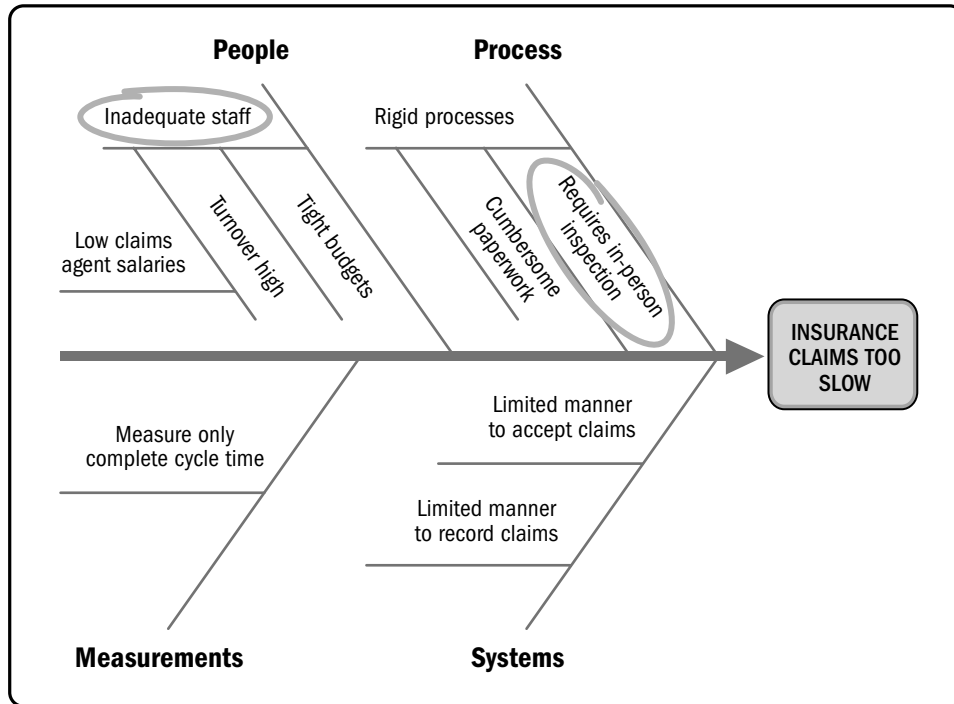 People
Process
Inadequate staff
Rigid processes
Low claims
agent salaries
Turnover high
Tight budgets
Cumbersome
paperwork
Requires in-person
inspection
INSURANCE
CLAIMS TOO
SLOW
Measure only
complete cycle time
Limited manner
to accept claims
Limited manner
to record claims
Measurements
Systems